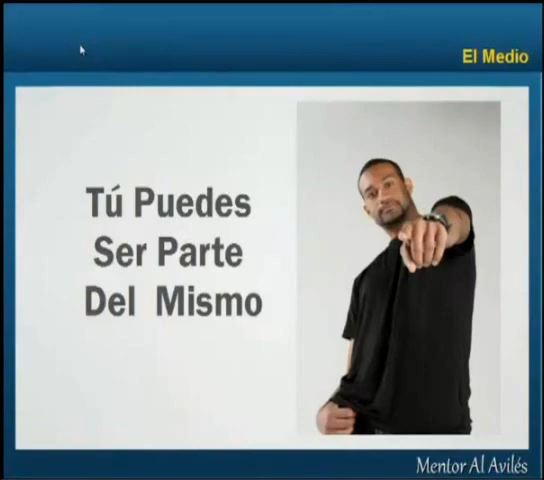 El Medio
Tú Puedes
Ser Parte
Del Mismo
Mentor Al Avilés